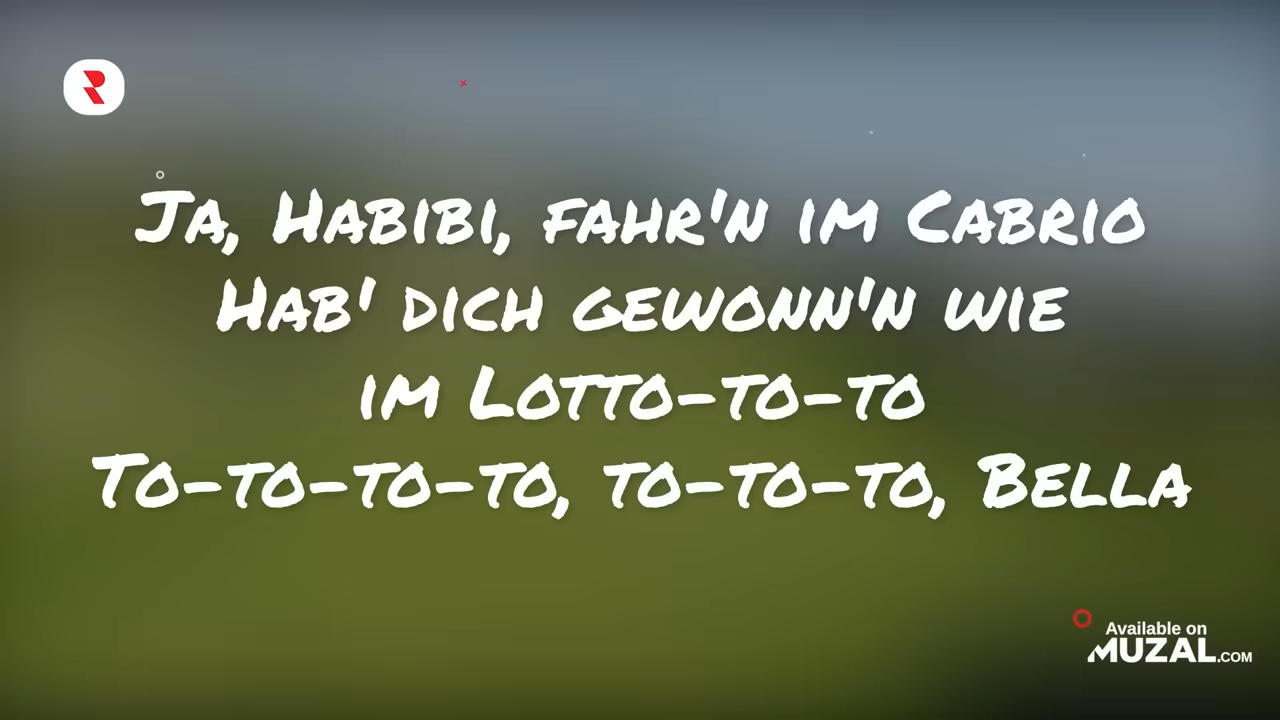 Ja, Habibi, fahr'n im Cabrio
Hab' dich gewonn'n wie
im Lotto-to-to
To-to-to-to, to-to-to, Bella
Available on
MUZAL.COM